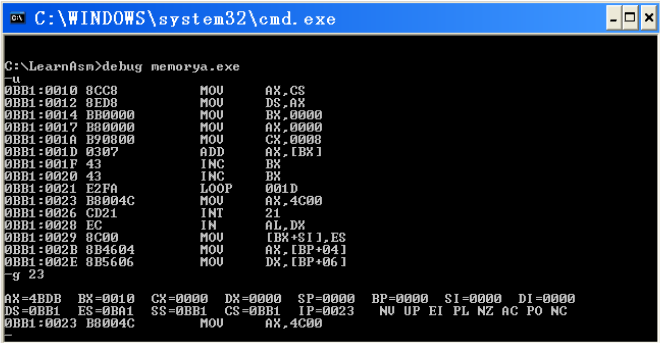 C:\WINDOWS\system32\cmd.exe
C:\LearnAsm>debug memorya.exe
-u
0BB1:0010 8CC8 MOV AX,CS
0BB1:0012 8ED8 MOV DS,AX
0BB1:0014 BB0000 MOV BX,0000
0BB1:0017 B80000 MOV AX,0000
0BB1:001A B90800 MOV CX,0008
0BB1:001D 0307 ADD AX,[BX]
0BB1:001F 43 INC BX
0BB1:0020 43 INC BX
0BB1:0021 E2FA LOOP 001D
0BB1:0023 B8004C MOV AX,4C00
0BB1:0026 CD21 INT 21
0BB1:0028 EC IN AL,DX
0BB1:0029 8C00 MOV [BX+SI],ES
0BB1:002B 8B4604 MOV AX,[BP+04]
0BB1:002E 8B5606 MOV DX,[BP+06]
-g 23
AX=4BDB BX=0010 CX=0000 DX=0000 SP=0000 BP=0000 SI=0000 DI=0000
DS=0BB1 ES=0BA1 SS=0BB1 CS=0BB1 IP=0023 NV UP EI PL NZ AC PO NC
0BB1:0023 B8004C MOV AX,4C00
-